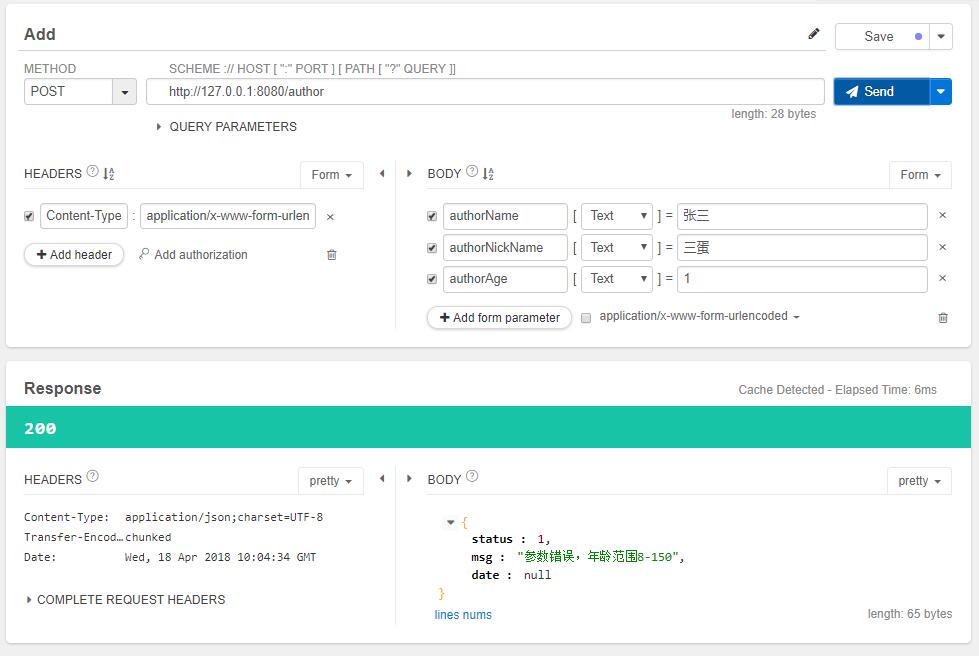 Add
Save
METHOD
SCHEME :// HOST [ ":" PORT ] [ PATH [ "?" QUERY ]]
POST
http://127.0.0.1:8080/author
Send
length: 28 bytes
QUERY PARAMETERS
HEADERS ?
Form
BODY ?
Form
Content-Type : application/x-www-form-urlen ×
Add header
Add authorization
authorName [ Text ] = 张三 ×
authorNickName [ Text ] = 三蛋 ×
authorAge [ Text ] = 1 ×
Add form parameter
application/x-www-form-urlencoded
Response
Cache Detected - Elapsed Time: 6ms
200
HEADERS ?
pretty
BODY ?
pretty
Content-Type: application/json;charset=UTF-8
Transfer-Encod… chunked
Date: Wed, 18 Apr 2018 10:04:34 GMT
COMPLETE REQUEST HEADERS
{
status : 1,
msg : "参数错误，年龄范围8-150",
date : null
}
lines nums
length: 65 bytes